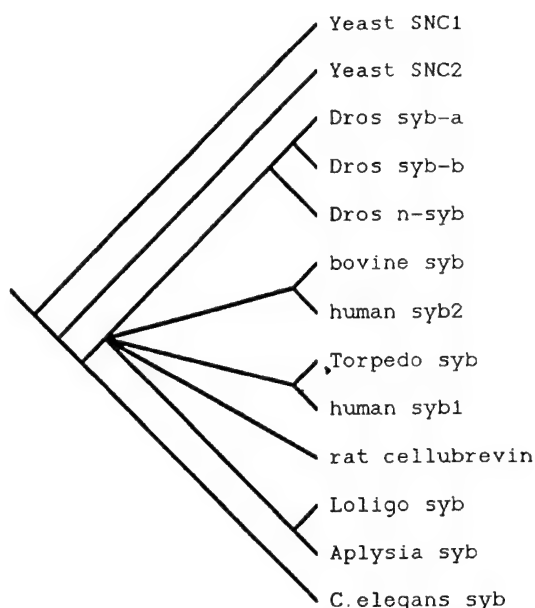 Yeast SNC1
Yeast SNC2
Dros syb-a
Dros syb-b
Dros n-syb
bovine syb
human syb2
Torpedo syb
human syb1
rat cellubrevin
Loligo syb
Aplysia syb
C.elegans syb